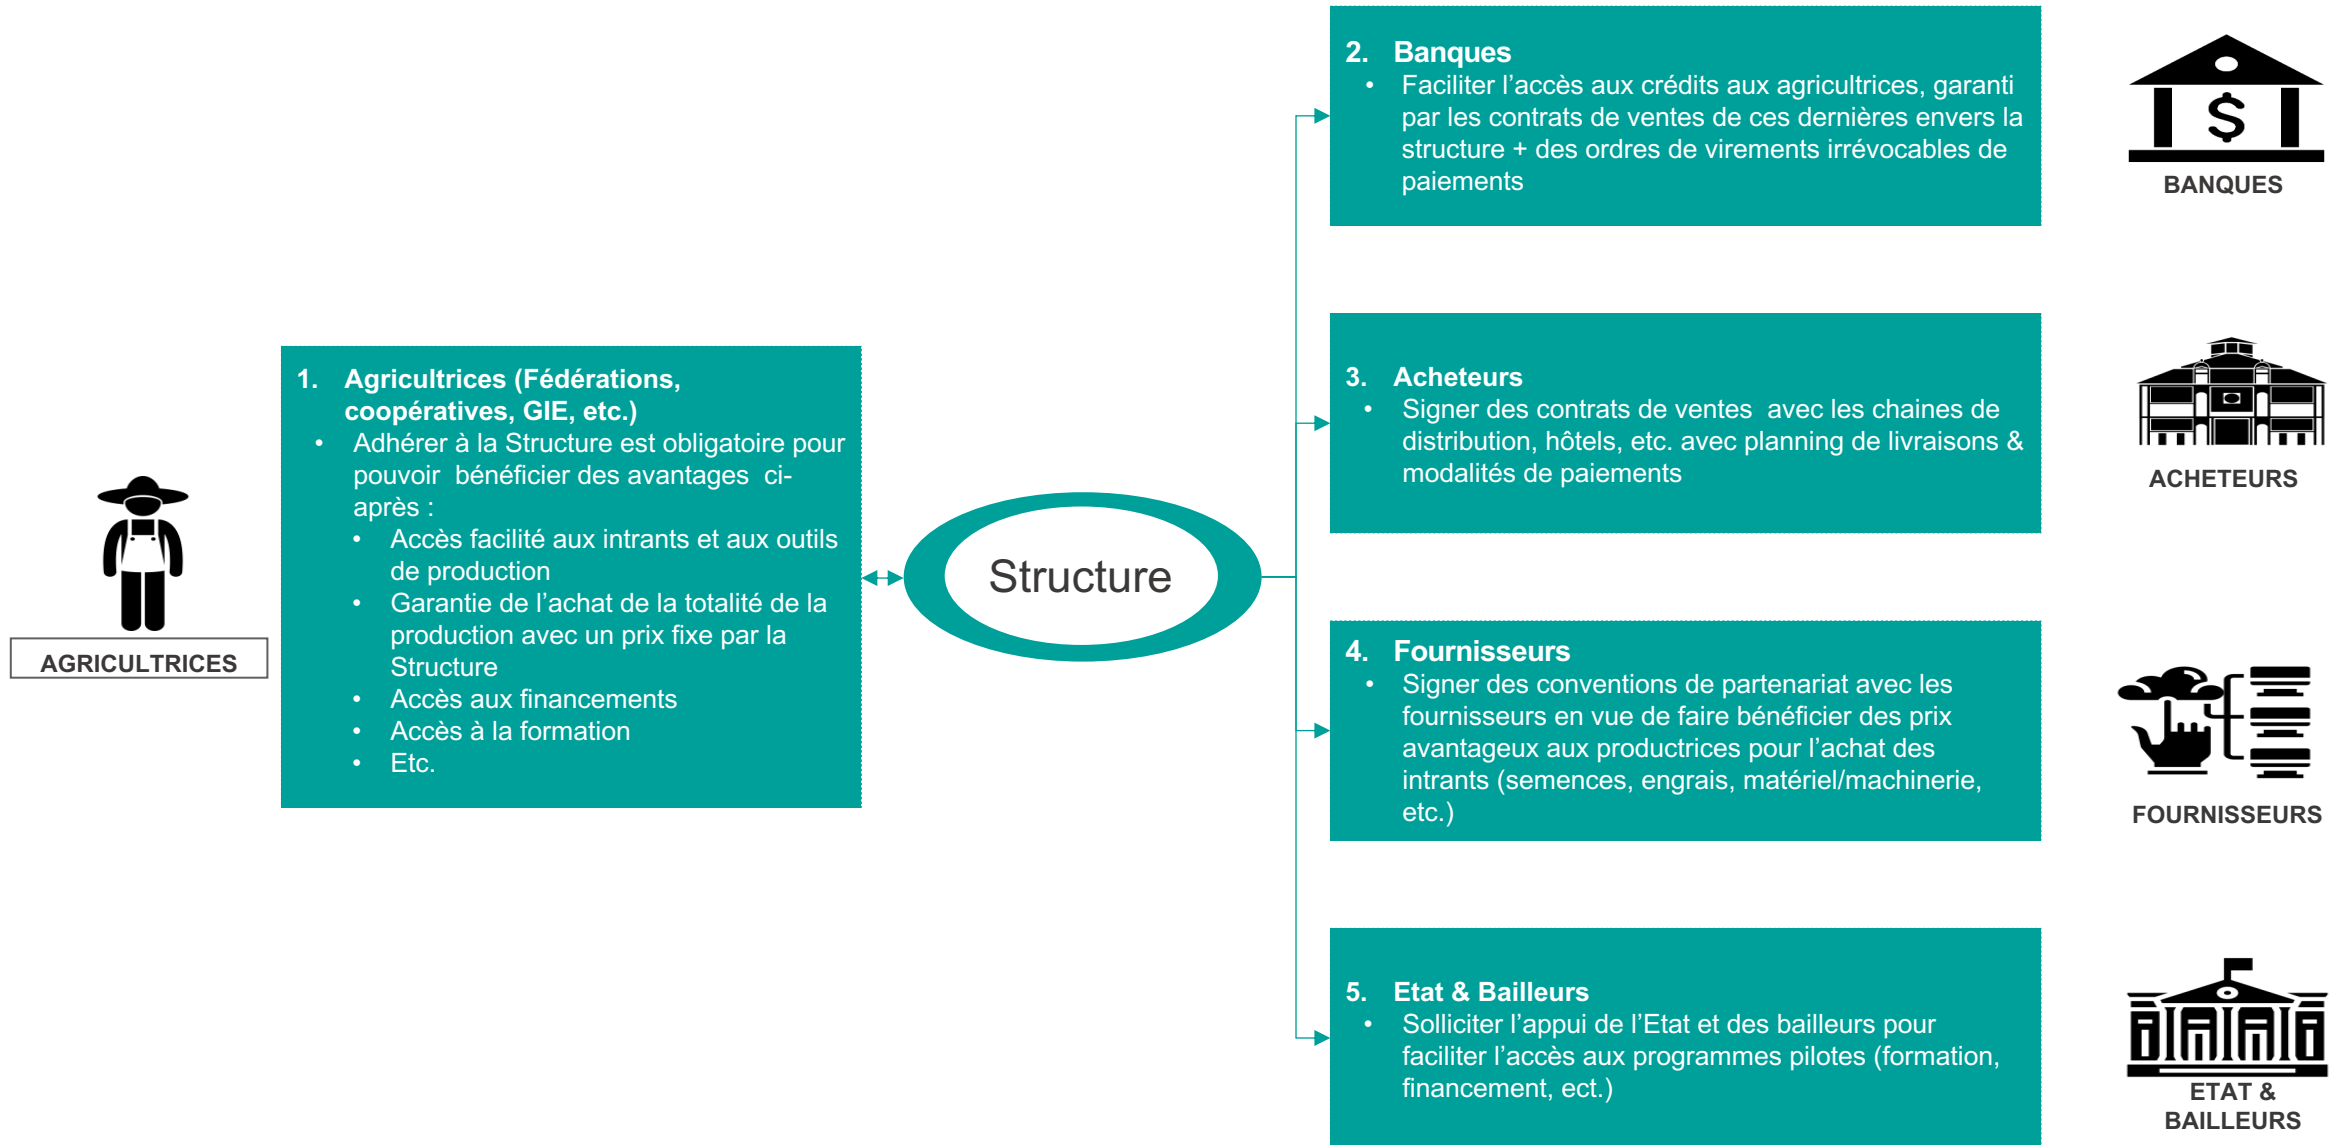 AGRICULTRICES
1. Agricultrices (Fédérations,
coopératives, GIE, etc.)
• Adhérer à la Structure est obligatoire pour
pouvoir bénéficier des avantages ci-
après :
• Accès facilité aux intrants et aux outils
de production
• Garantie de l’achat de la totalité de la
production avec un prix fixe par la
Structure
• Accès aux financements
• Accès à la formation
• Etc.
Structure
2. Banques
• Faciliter l’accès aux crédits aux agricultrices, garanti
par les contrats de ventes de ces dernières envers la
structure + des ordres de virements irrévocables de
paiements
$
BANQUES
3. Acheteurs
• Signer des contrats de ventes avec les chaines de
distribution, hôtels, etc. avec planning de livraisons &
modalités de paiements
ACHETEURS
4. Fournisseurs
• Signer des conventions de partenariat avec les
fournisseurs en vue de faire bénéficier des prix
avantageux aux productrices pour l’achat des
intrants (semences, engrais, matériel/machinerie,
etc.)
FOURNISSEURS
5. Etat & Bailleurs
• Solliciter l’appui de l’Etat et des bailleurs pour
faciliter l’accès aux programmes pilotes (formation,
financement, ect.)
ETAT &
BAILLEURS